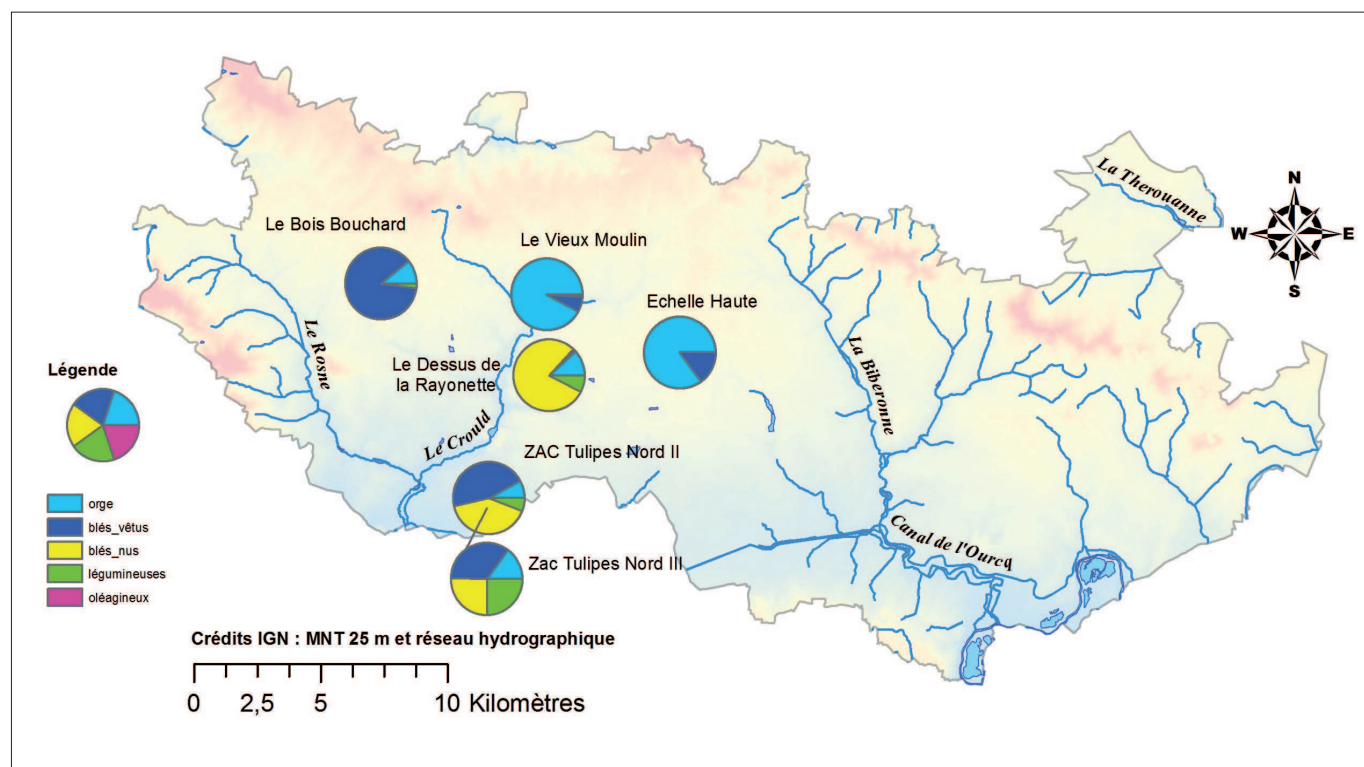 La Therouanne
N
W
E
S
Le Bois Bouchard
Le Vieux Moulin
Echelle Haute
Le Rosne
Le Dessus de
la Rayonette
La Biberonne
Légende
Le Crould
ZAC Tulipes Nord II
orge
blés_vêtus
blés_nus
légumineuses
oléagineux
Canal de l'Ourcq
Zac Tulipes Nord III
Crédits IGN : MNT 25 m et réseau hydrographique
0 2,5 5 10 Kilomètres